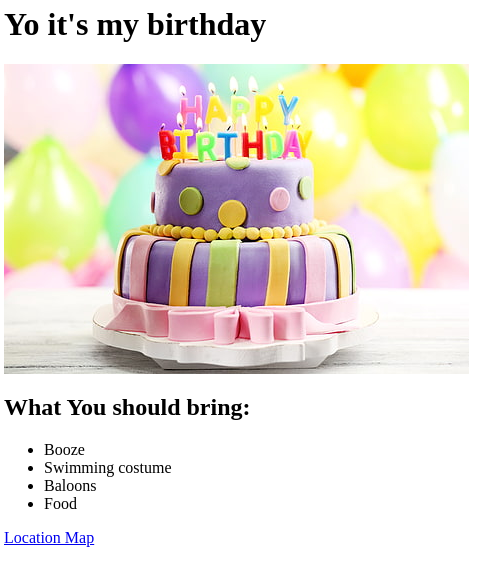 Yo it's my birthday
HAPPY
BIRTHDAY
What You should bring:
Booze
Swimming costume
Baloons
Food
Location Map